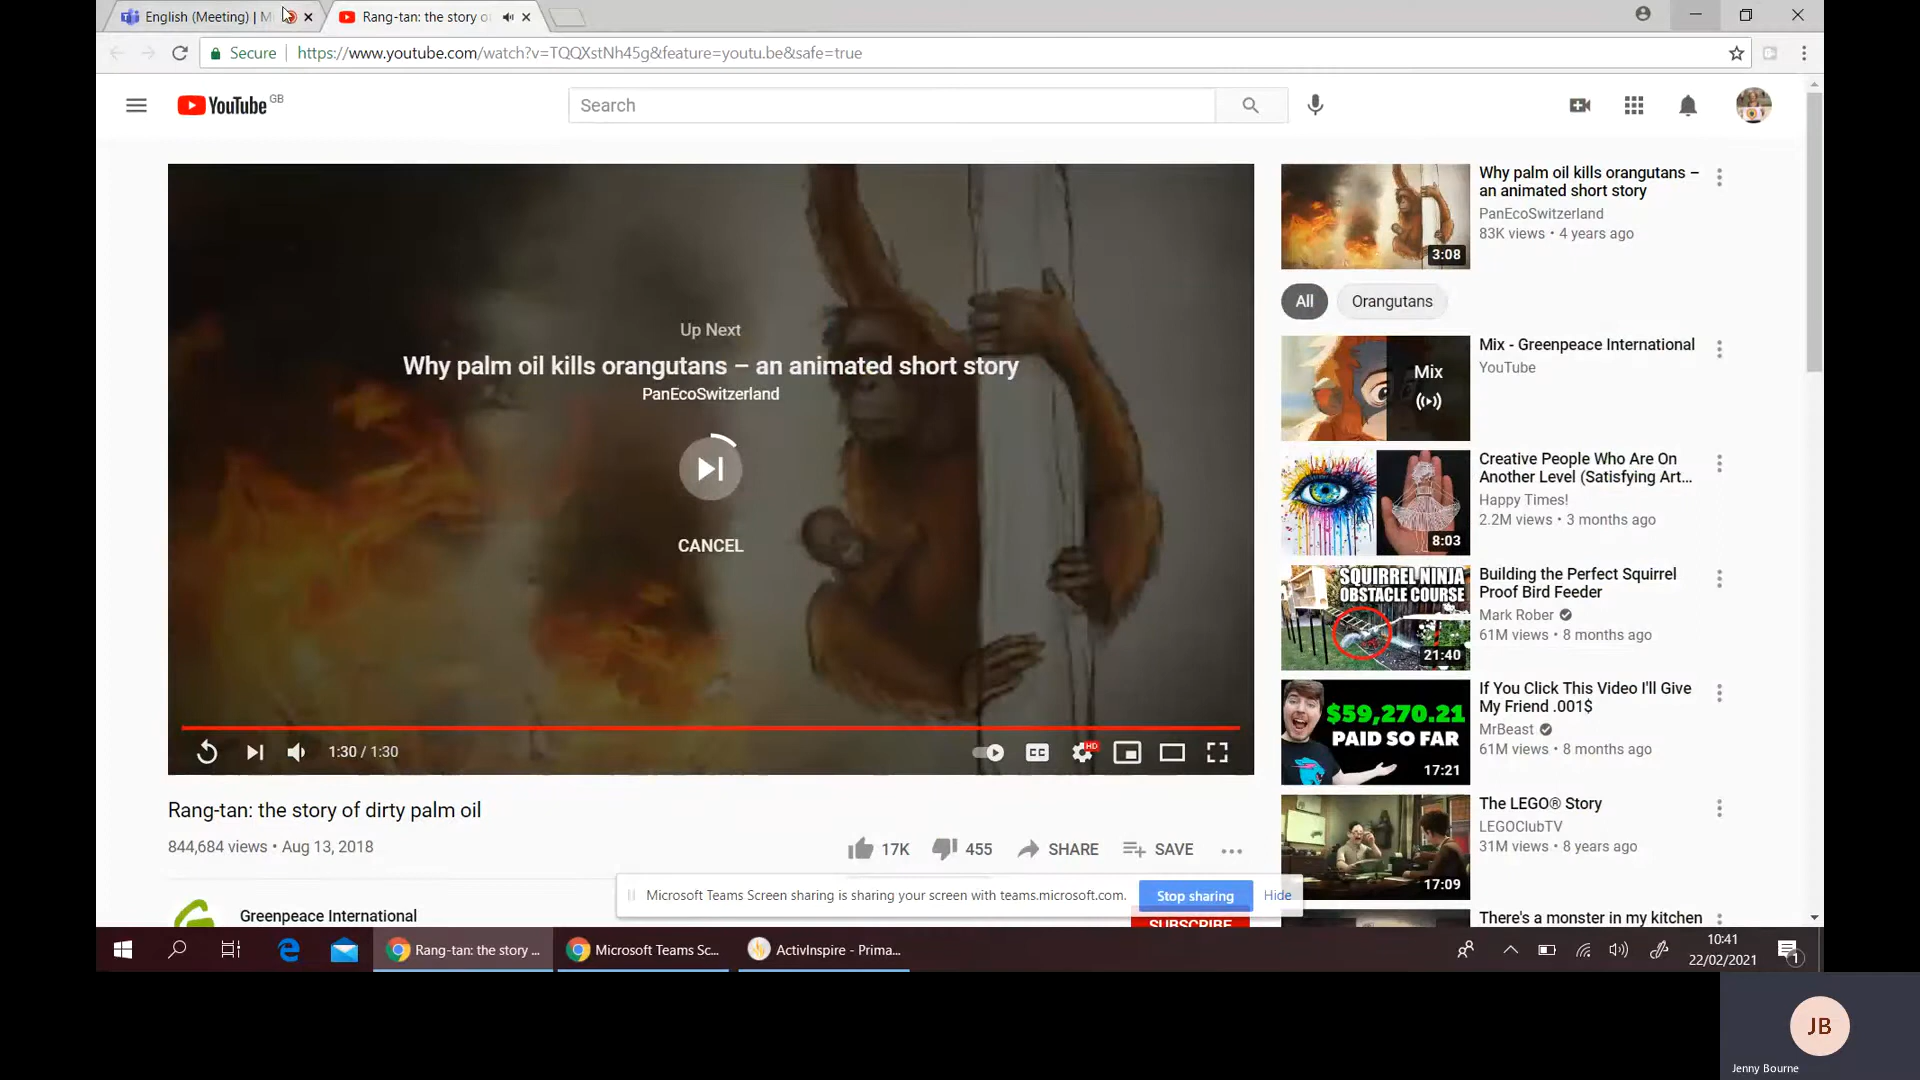 English (Meeting) | M
Rang-tan: the story o
Secure
https://www.youtube.com/watch?v=TQQXstNh45g&feature=youtu.be&safe=true
YouTube GB
Search
Up Next
Why palm oil kills orangutans – an animated short story
PanEcoSwitzerland
CANCEL
1:30 / 1:30
CC
HD
Rang-tan: the story of dirty palm oil
844,684 views • Aug 13, 2018
17K
455
SHARE
SAVE
Greenpeace International
SUBSCRIBE
Why palm oil kills orangutans –
an animated short story
PanEcoSwitzerland
83K views • 4 years ago
3:08
All
Orangutans
Mix - Greenpeace International
YouTube
Mix
Creative People Who Are On
Another Level (Satisfying Art...
Happy Times!
2.2M views • 3 months ago
8:03
SQUIRREL NINJA
OBSTACLE COURSE
21:40
Building the Perfect Squirrel
Proof Bird Feeder
Mark Rober
61M views • 8 months ago
$59,270.21
PAID SO FAR
17:21
If You Click This Video I'll Give
My Friend .001$
MrBeast
61M views • 8 months ago
The LEGO® Story
LEGOClubTV
31M views • 8 years ago
17:09
There's a monster in my kitchen
Microsoft Teams Screen sharing is sharing your screen with teams.microsoft.com.
Stop sharing
Hide
Rang-tan: the story ...
Microsoft Teams Sc...
ActivInspire - Prima...
10:41
22/02/2021
1
JB
Jenny Bourne